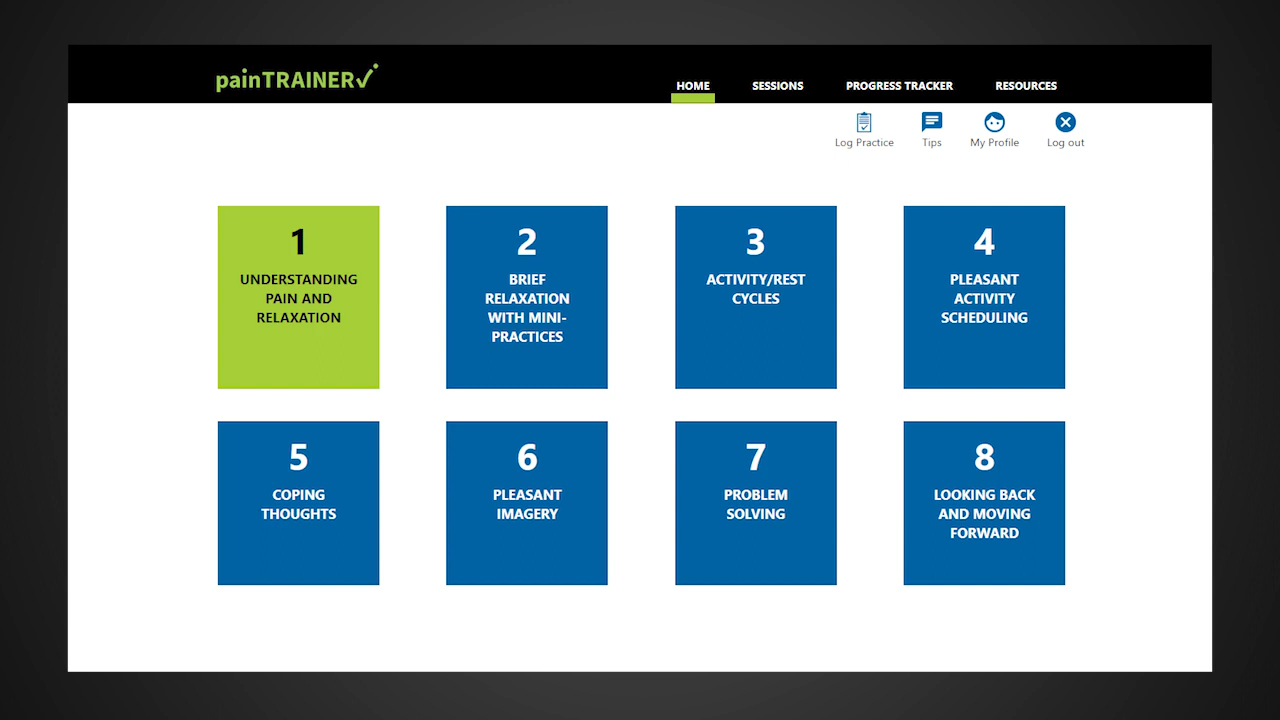 painTRAINER
HOME
SESSIONS
PROGRESS TRACKER
RESOURCES
Log Practice
Tips
My Profile
Log out
1
UNDERSTANDING
PAIN AND
RELAXATION
2
BRIEF
RELAXATION
WITH MINI-
PRACTICES
3
ACTIVITY/REST
CYCLES
4
PLEASANT
ACTIVITY
SCHEDULING
5
COPING
THOUGHTS
6
PLEASANT
IMAGERY
7
PROBLEM
SOLVING
8
LOOKING BACK
AND MOVING
FORWARD